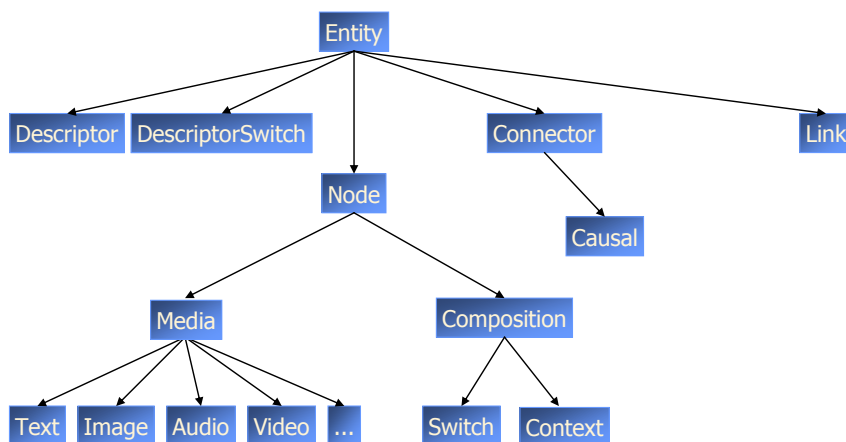 Entity
Descriptor
DescriptorSwitch
Connector
Link
Node
Causal
Media
Composition
Text
Image
Audio
Video
...
Switch
Context